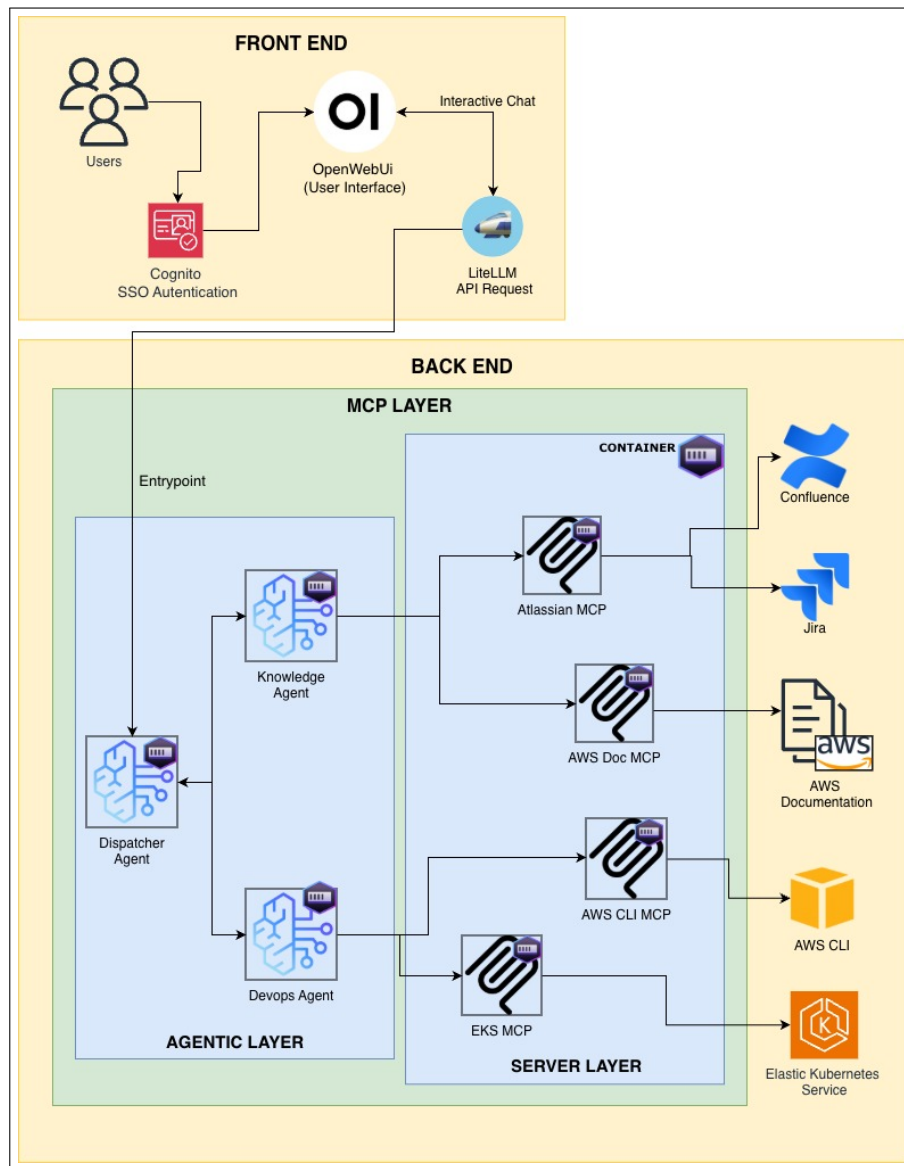 FRONT END
Users
OI
Interactive Chat
OpenWebUi
(User Interface)
Cognito
SSO Autentication
LiteLLM
API Request
BACK END
MCP LAYER
CONTAINER
Entrypoint
Confluence
Atlassian MCP
Jira
Knowledge
Agent
AWS Doc MCP
aws
AWS
Documentation
Dispatcher
Agent
AWS CLI MCP
AWS CLI
Devops Agent
EKS MCP
K
Elastic Kubernetes
Service
AGENTIC LAYER
SERVER LAYER